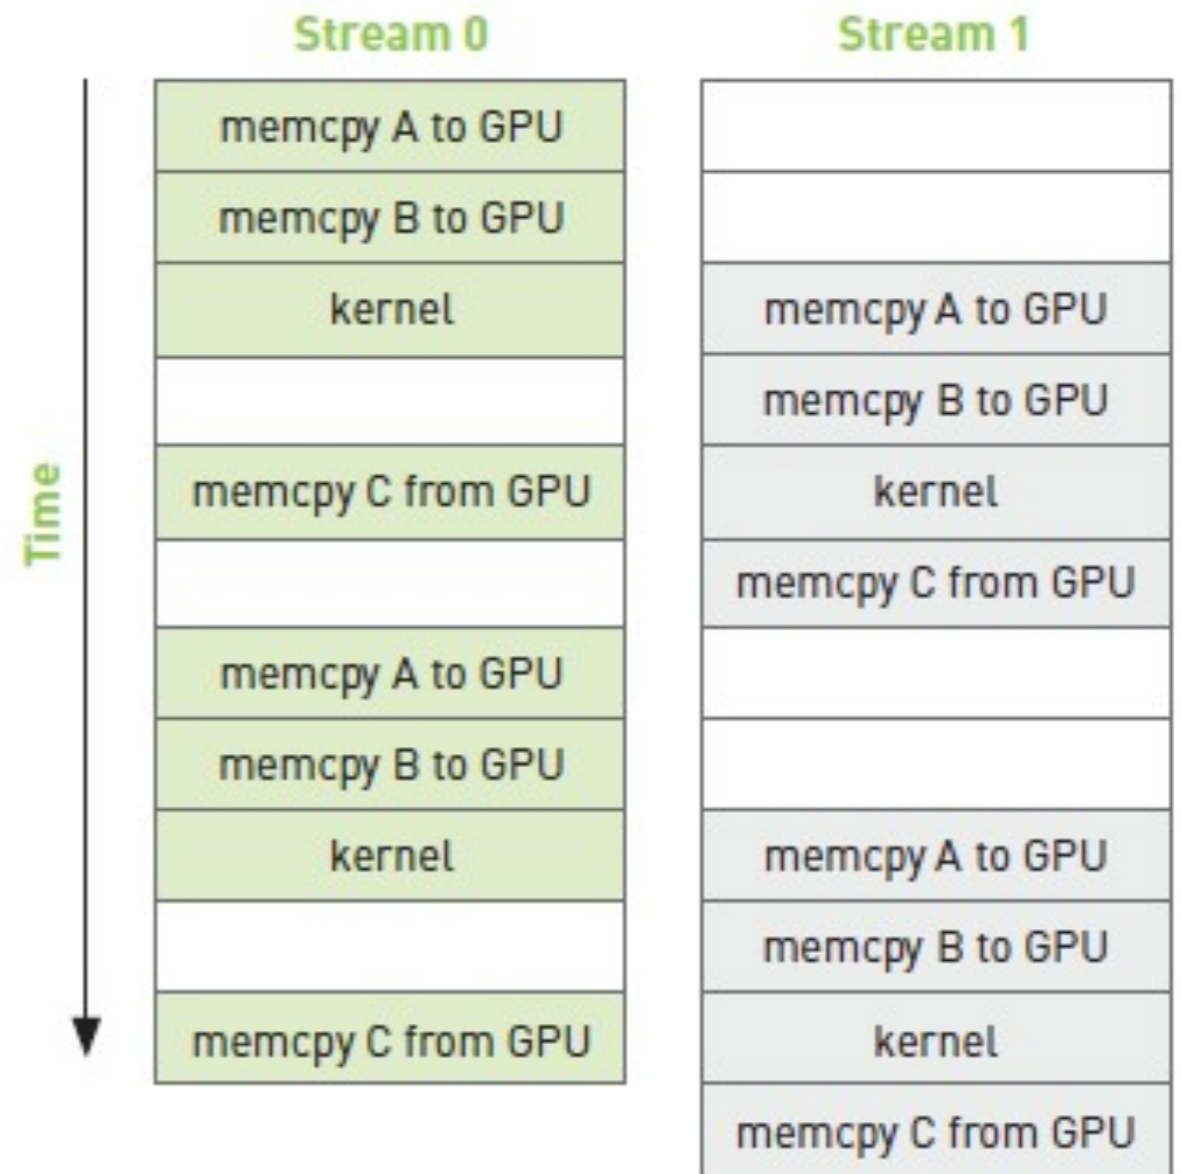 Stream 0
memcpy A to GPU
memcpy B to GPU
kernel
memcpy C from GPU
memcpy A to GPU
memcpy B to GPU
kernel
memcpy C from GPU
Stream 1
memcpy A to GPU
memcpy B to GPU
kernel
memcpy C from GPU
memcpy A to GPU
memcpy B to GPU
kernel
memcpy C from GPU
Time